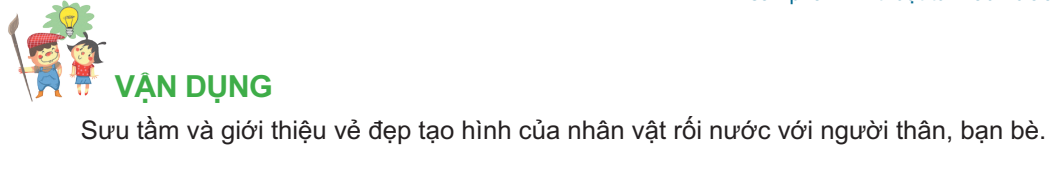 VẬN DỤNG
Sưu tầm và giới thiệu vẻ đẹp tạo hình của nhân vật rối nước với người thân, bạn bè.